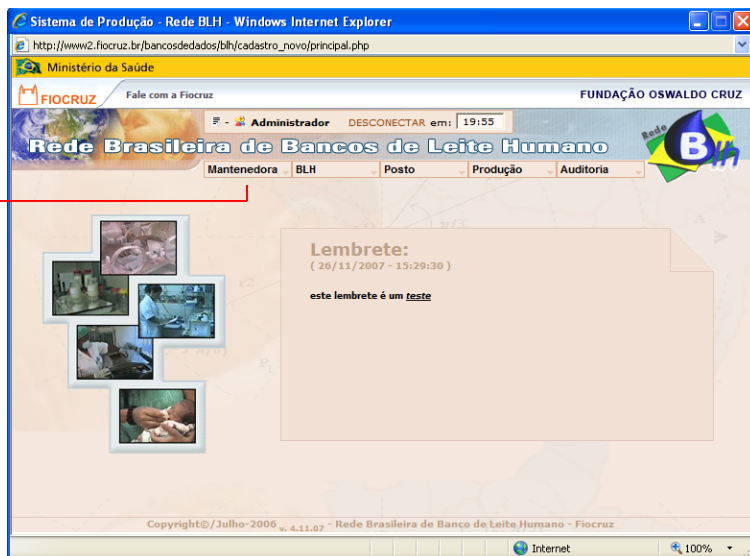 Sistema de Produção - Rede BLH - Windows Internet Explorer
http://www2.fiocruz.br/bancosdedados/blh/cadastro_novo/principal.php
Ministério da Saúde
FIOCRUZ Fale com a Fiocruz FUNDAÇÃO OSWALDO CRUZ
- Administrador DESCONECTAR em: 19:55
Rede Brasileira de Bancos de Leite Humano
Rede Blh
Mantenedora BLH Posto Produção Auditoria
Lembrete:
( 26/11/2007 - 15:29:30 )
este lembrete é um teste
Copyright©/Julho-2006 v. 4.11.07 - Rede Brasileira de Banco de Leite Humano - Fiocruz
Internet 100%